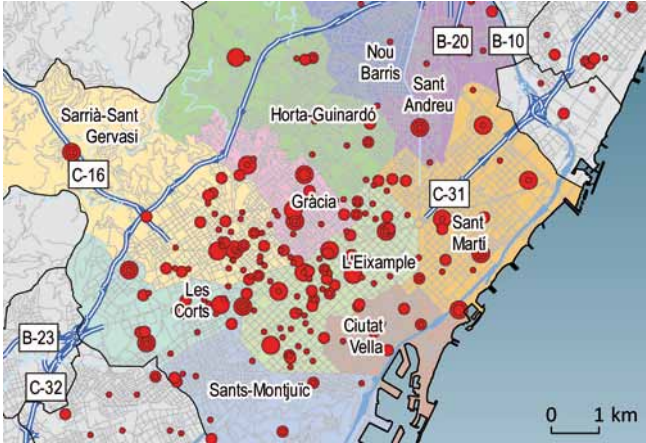 Nou
Barris
B-20
B-10
Sant
Andreu
Sarrià-Sant
Gervasi
Horta-Guinardó
C-16
C-31
Gràcia
Sant
Martí
L'Eixample
Les
Corts
B-23
Ciutat
Vella
C-32
Sants-Montjuïc
0 1 km